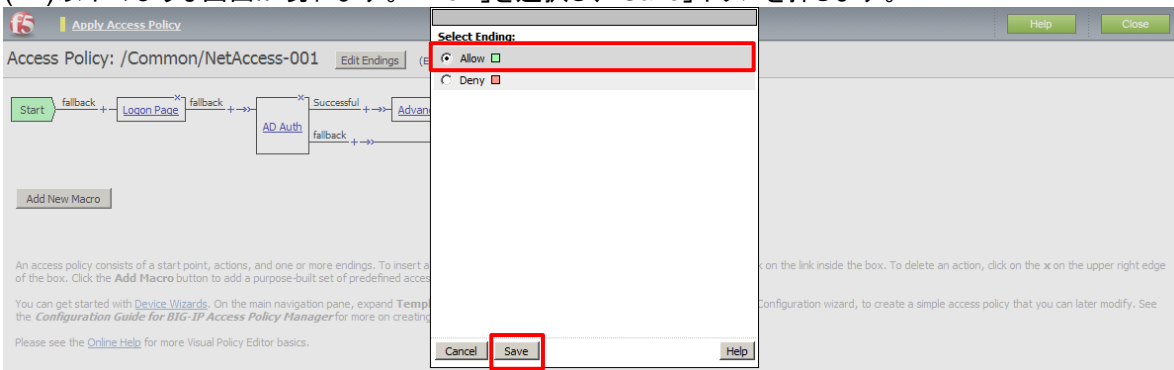 Apply Access Policy
Help
Close
Access Policy: /Common/NetAccess-001
Edit Endings
Select Ending:
Allow
Deny
Start
fallback
Logon Page
fallback
AD Auth
Successful
fallback
Add New Macro
An access policy consists of a start point, actions, and one or more endings. To insert a
k on the link inside the box. To delete an action, click on the x on the upper right edge
of the box. Click the Add Macro button to add a purpose-built set of predefined
You can get started with Device Wizards. On the main navigation pane, expand
Configuration wizard, to create a simple access policy that you can later modify. See
the Configuration Guide for BIG-IP Access Policy Manager for more on creating
Please see the Online Help for more Visual Policy Editor basics.
Cancel
Save
Help